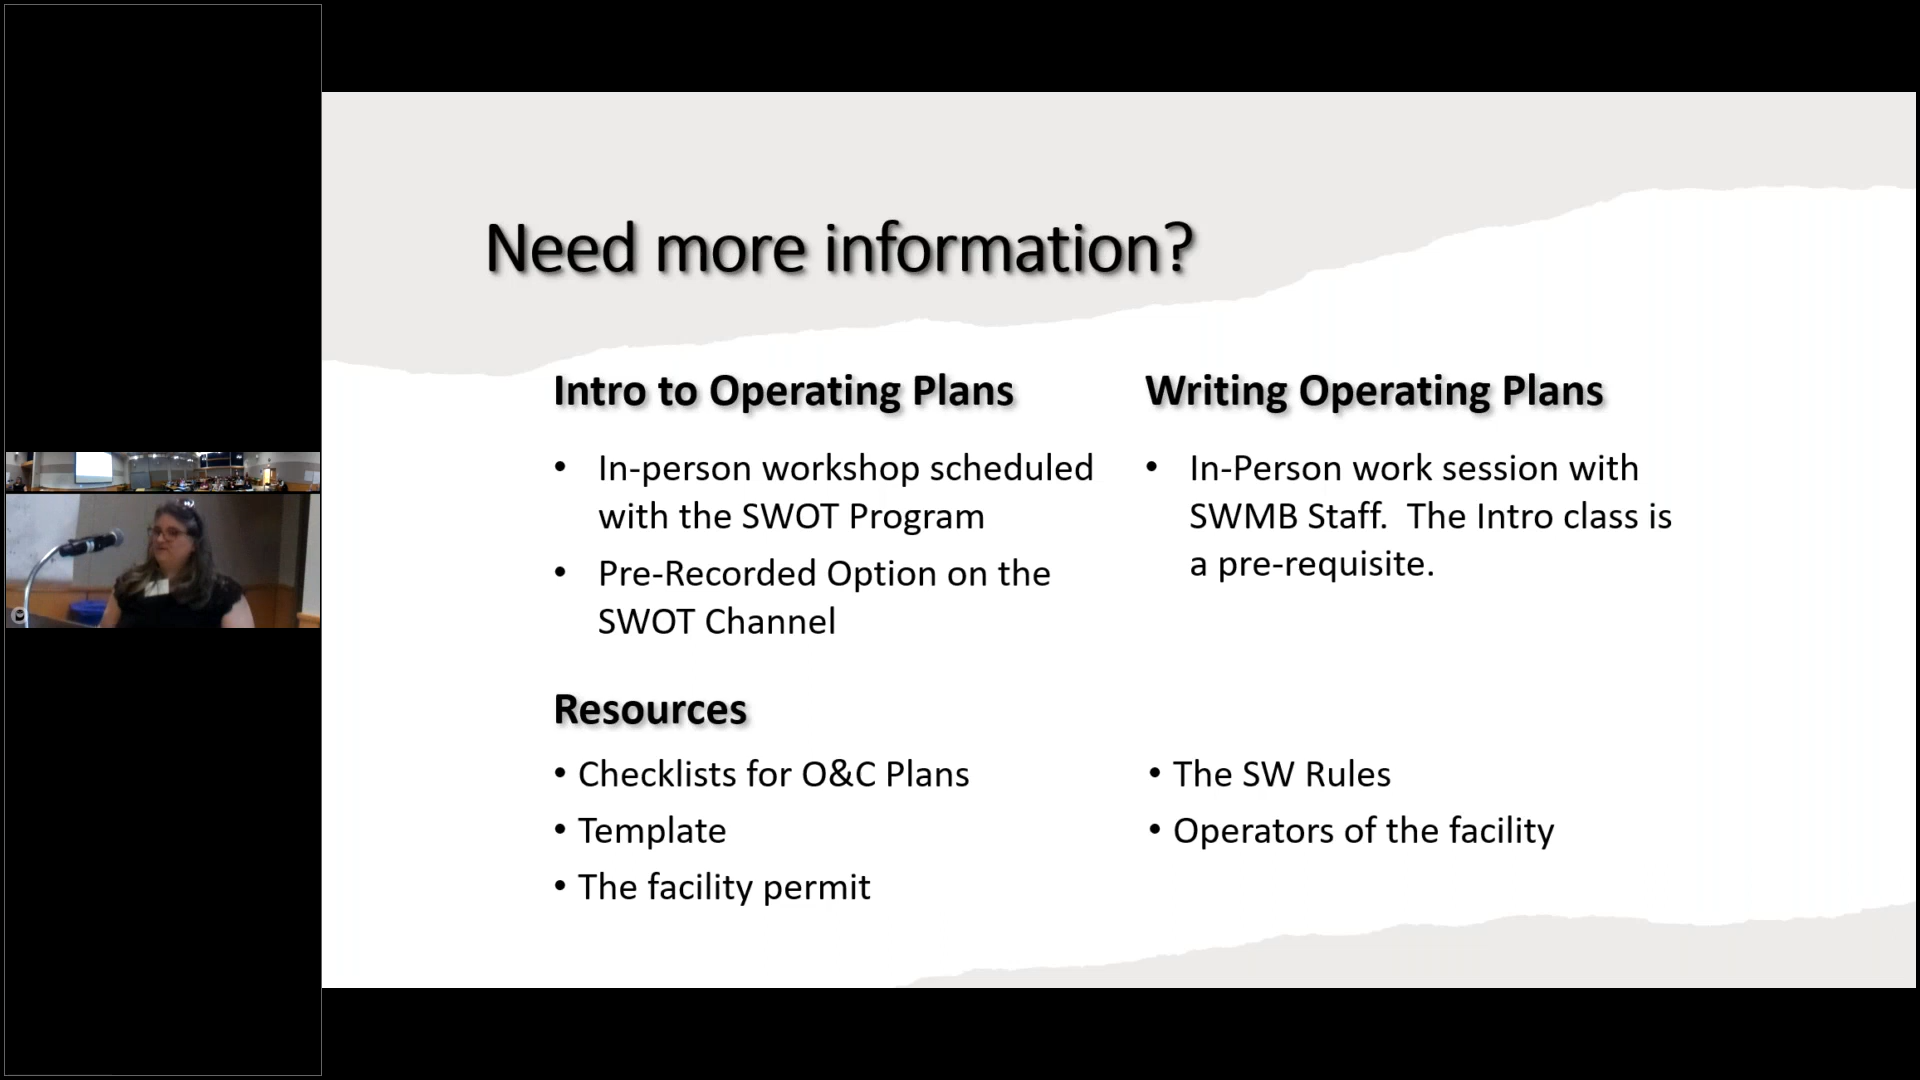 Need more information?
Intro to Operating Plans
• In-person workshop scheduled
with the SWOT Program
• Pre-Recorded Option on the
SWOT Channel
Writing Operating Plans
• In-Person work session with
SWMB Staff.  The Intro class is
a pre-requisite.
Resources
• Checklists for O&C Plans
• Template
• The facility permit
• The SW Rules
• Operators of the facility